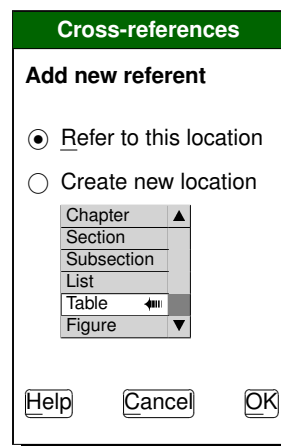 Cross-references
Add new referent
Refer to this location
Create new location
Chapter
Section
Subsection
List
Table
Figure
Help Cancel OK